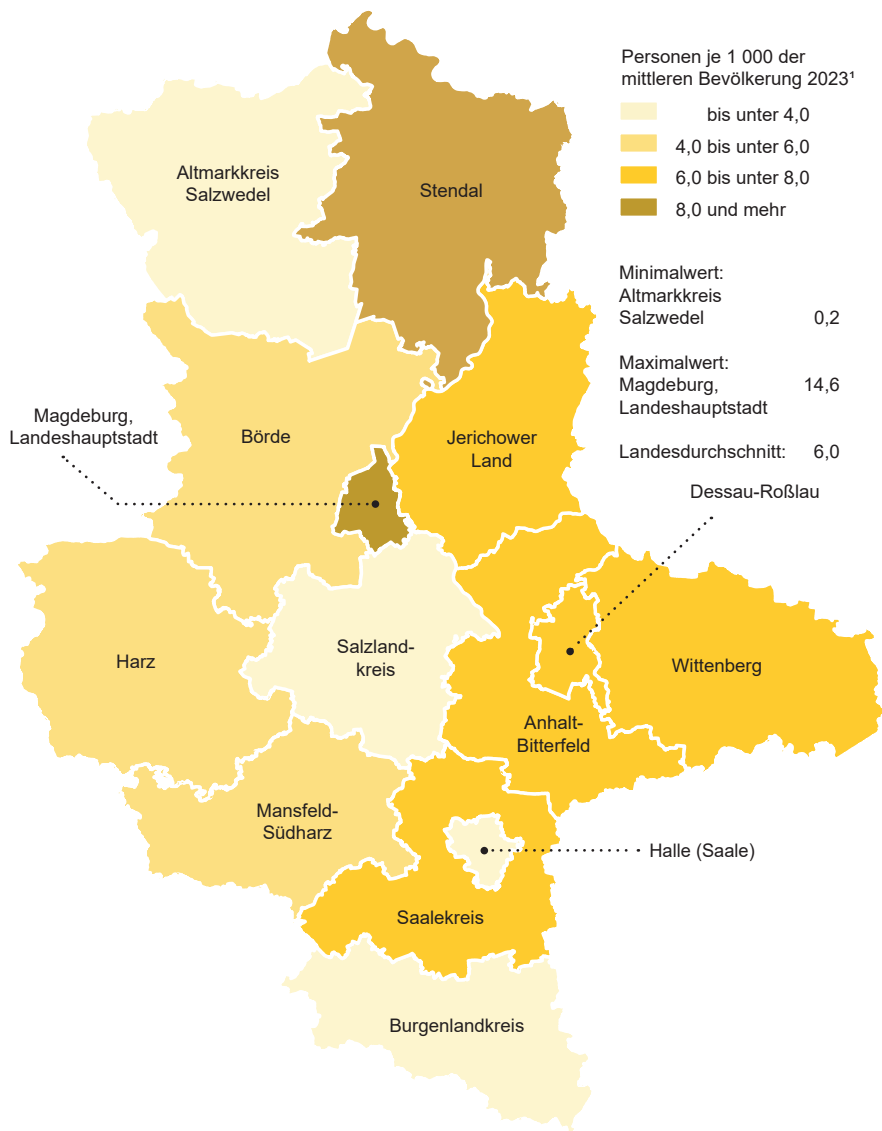 Personen je 1 000 der
mittleren Bevölkerung 2023¹
bis unter 4,0
4,0 bis unter 6,0
6,0 bis unter 8,0
8,0 und mehr
Minimalwert:
Altmarkkreis
Salzwedel 0,2
Maximalwert:
Magdeburg, 14,6
Landeshauptstadt
Landesdurchschnitt: 6,0
Altmarkkreis
Salzwedel
Stendal
Magdeburg,
Landeshauptstadt
Börde
Jerichower
Land
Dessau-Roßlau
Harz
Salzland-
kreis
Wittenberg
Anhalt-
Bitterfeld
Mansfeld-
Südharz
Halle (Saale)
Saalekreis
Burgenlandkreis